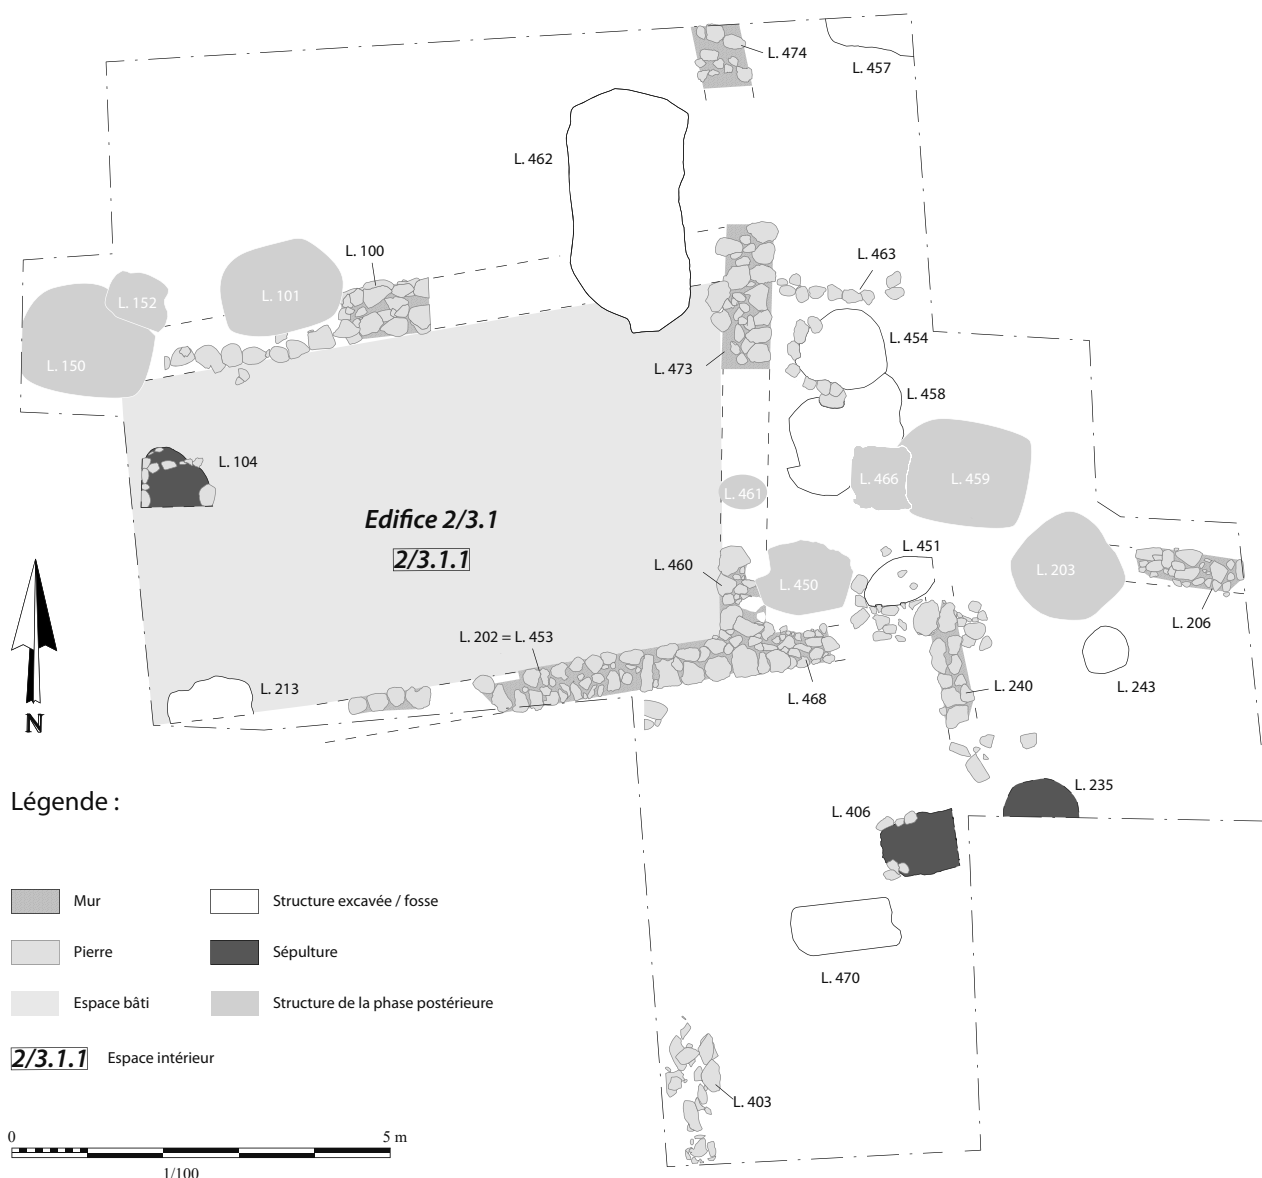 L. 474
L. 457
L. 462
L. 100
L. 463
L. 152
L. 101
L. 454
L. 150
L. 473
L. 458
L. 104
L. 466
L. 459
L. 461
Edifice 2/3.1
2/3.1.1
L. 451
L. 460
L. 450
L. 203
L. 206
L. 202 = L. 453
L. 213
L. 468
L. 240
L. 243
N
L. 235
L. 406
L. 470
L. 403
Légende :
Mur
Structure excavée / fosse
Pierre
Sépulture
Espace bâti
Structure de la phase postérieure
2/3.1.1 Espace intérieur
0 5 m
1/100